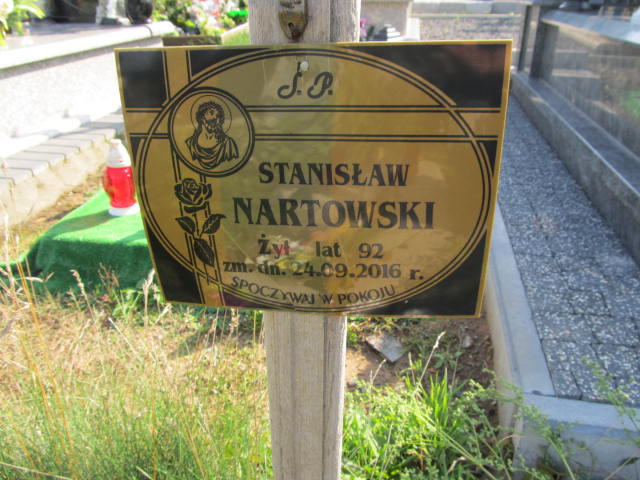 Ś. P.
STANISŁAW
NARTOWSKI
Żył lat 92
zm. dn. 24.09.2016 r.
SPOCZYWAJ W POKOJU